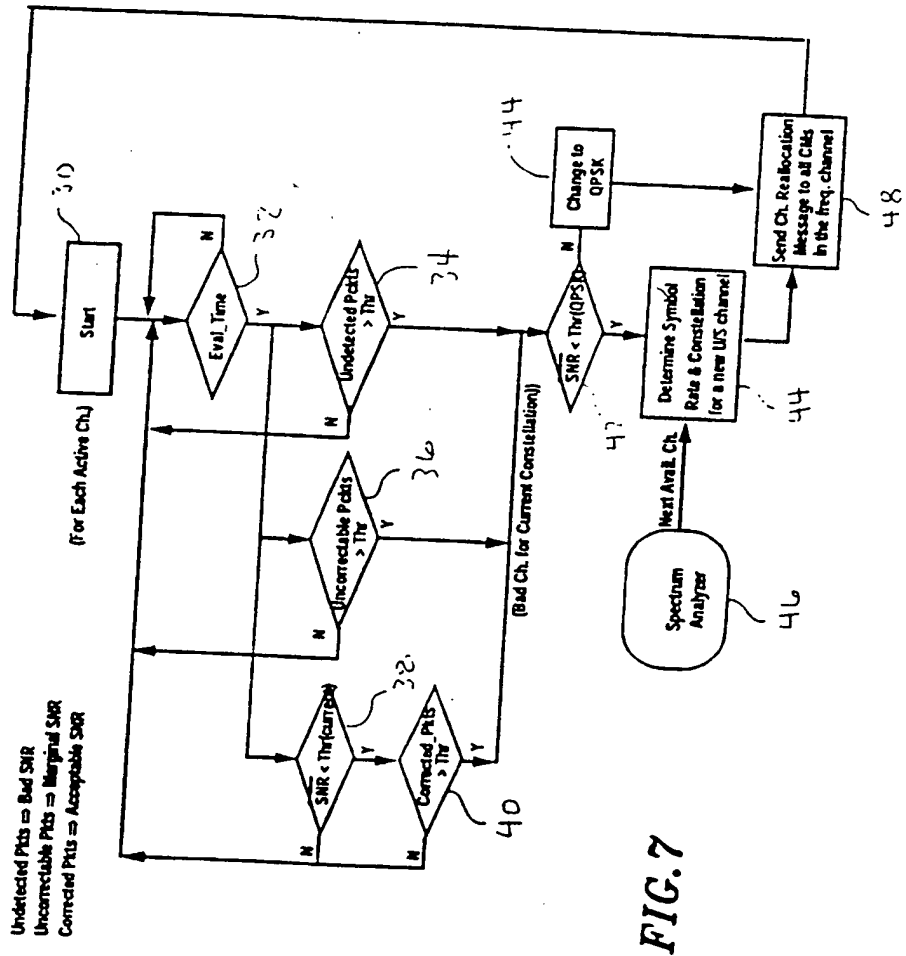 Undetected Pkts ⇒ Bad SNR
Uncorrectable Pkts ⇒ Marginal SNR
Corrected Pkts ⇒ Acceptable SNR
(For Each Active Ch.)
Start
30
Eval_Time
32
N
Y
Undetected Pckts
> Thr
34
N
Y
Uncorrectable Pckts
> Thr
36
N
Y
SNR < Thr(current)
38
N
Y
Corrected_Pkts
> Thr
40
N
Y
(Bad Ch. for Current Constellation)
SNR < Thr(QPSK)
N
Y
Change to
QPSK
44
Spectrum
Analyzer
46
Next Avail. Ch.
Determine Symbol
Rate & Constellation
for a new U/S channel
44
Send Ch. Reallocation
Message to all CMs
In the freq. channel
48
FIG. 7